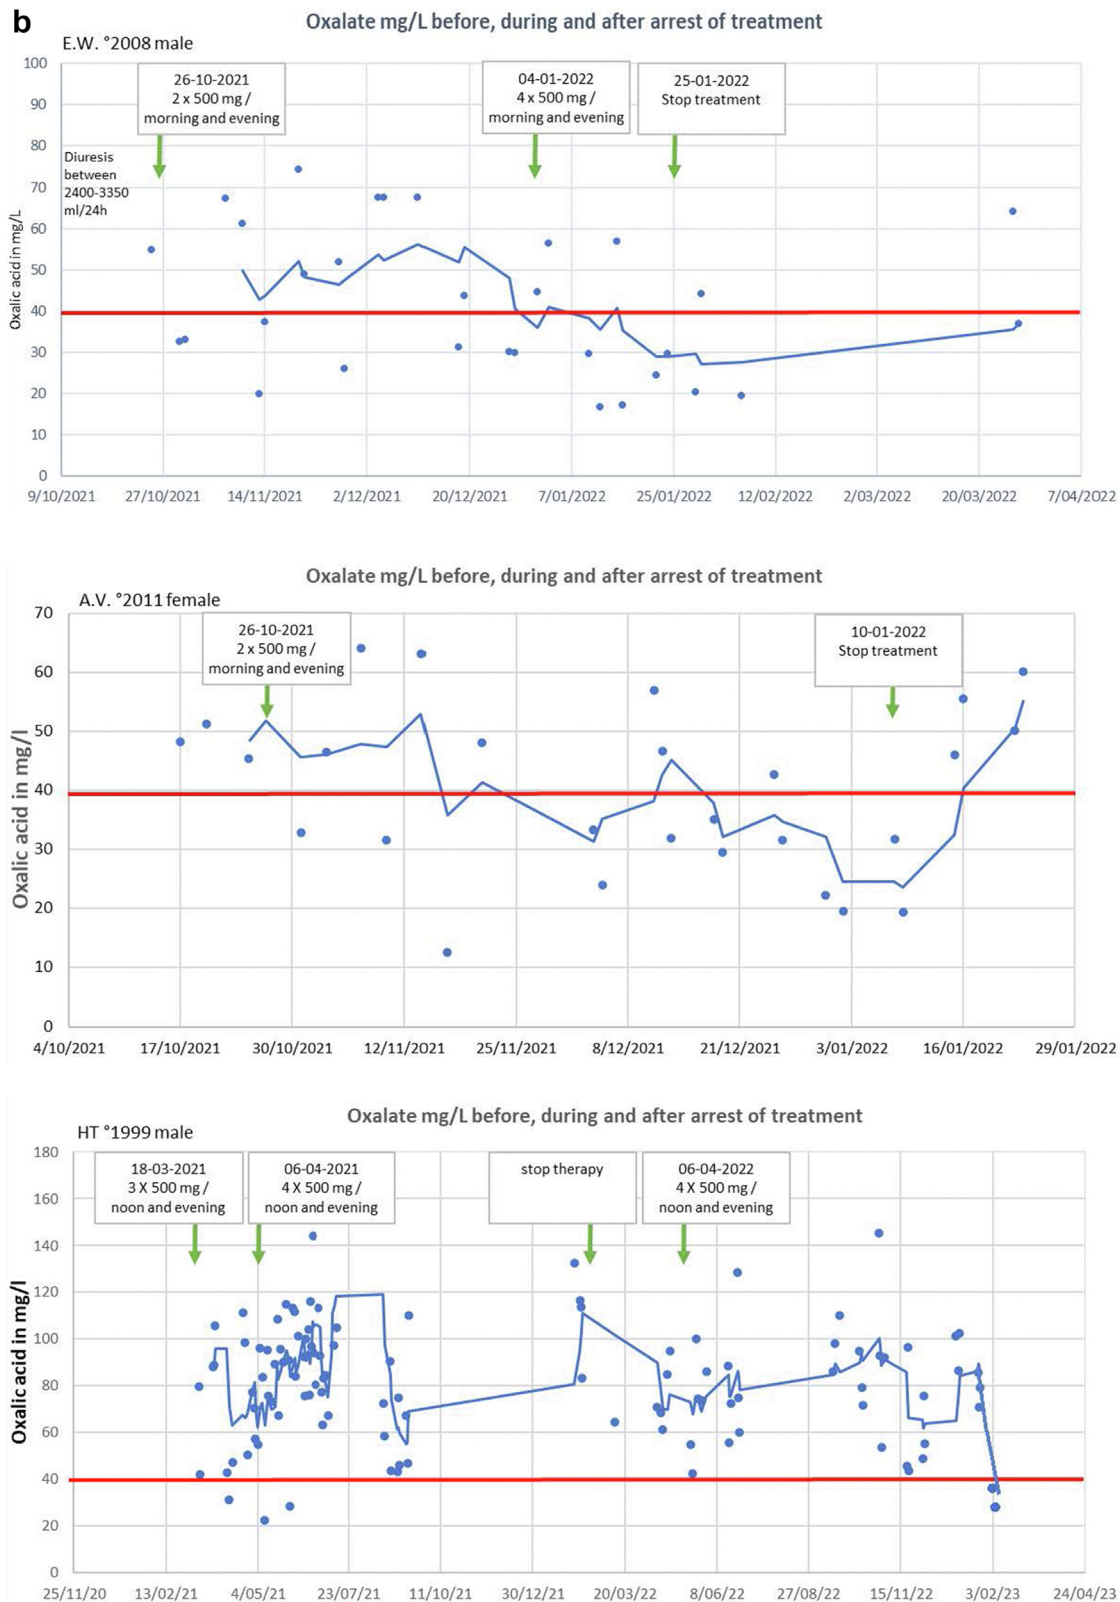 b
Oxalate mg/L before, during and after arrest of treatment
E.W. °2008 male
26-10-2021
2 x 500 mg /
morning and evening
04-01-2022
4 x 500 mg /
morning and evening
25-01-2022
Stop treatment
Diuresis
between
2400-3350
ml/24h
Oxalic acid in mg/L
100
90
80
70
60
50
40
30
20
10
0
9/10/2021 27/10/2021 14/11/2021 2/12/2021 20/12/2021 7/01/2022 25/01/2022 12/02/2022 2/03/2022 20/03/2022 7/04/2022
Oxalate mg/L before, during and after arrest of treatment
A.V. °2011 female
26-10-2021
2 x 500 mg /
morning and evening
10-01-2022
Stop treatment
Oxalic acid in mg/l
70
60
50
40
30
20
10
0
4/10/2021 17/10/2021 30/10/2021 12/11/2021 25/11/2021 8/12/2021 21/12/2021 3/01/2022 16/01/2022 29/01/2022
Oxalate mg/L before, during and after arrest of treatment
HT °1999 male
18-03-2021
3 X 500 mg /
noon and evening
06-04-2021
4 X 500 mg /
noon and evening
stop therapy
06-04-2022
4 X 500 mg /
noon and evening
Oxalic acid in mg/l
180
160
140
120
100
80
60
40
20
0
25/11/20 13/02/21 4/05/21 23/07/21 11/10/21 30/12/21 20/03/22 8/06/22 27/08/22 15/11/22 3/02/23 24/04/23